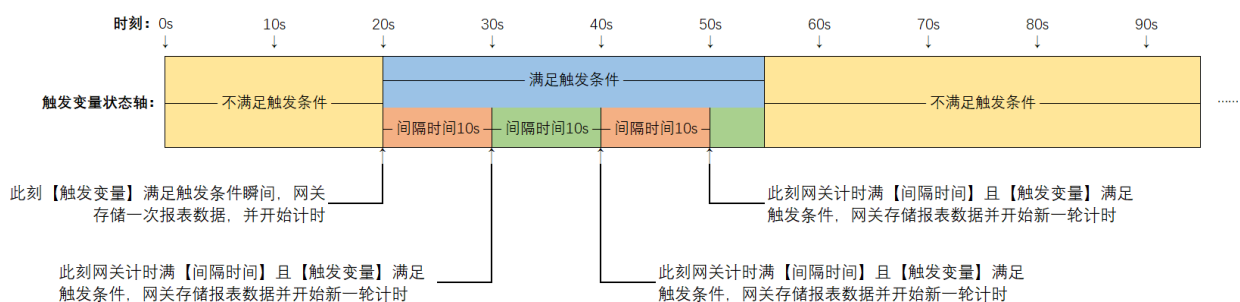 时刻：0s 10s 20s 30s 40s 50s 60s 70s 80s 90s
触发变量状态轴：
不满足触发条件
满足触发条件
不满足触发条件
……
间隔时间10s 间隔时间10s 间隔时间10s
此刻【触发变量】满足触发条件瞬间，网关
存储一次报表数据，并开始计时
此刻网关计时满【间隔时间】且【触发变量】满足
触发条件，网关存储报表数据并开始新一轮计时
此刻网关计时满【间隔时间】且【触发变量】满足
触发条件，网关存储报表数据并开始新一轮计时
此刻网关计时满【间隔时间】且【触发变量】满足
触发条件，网关存储报表数据并开始新一轮计时